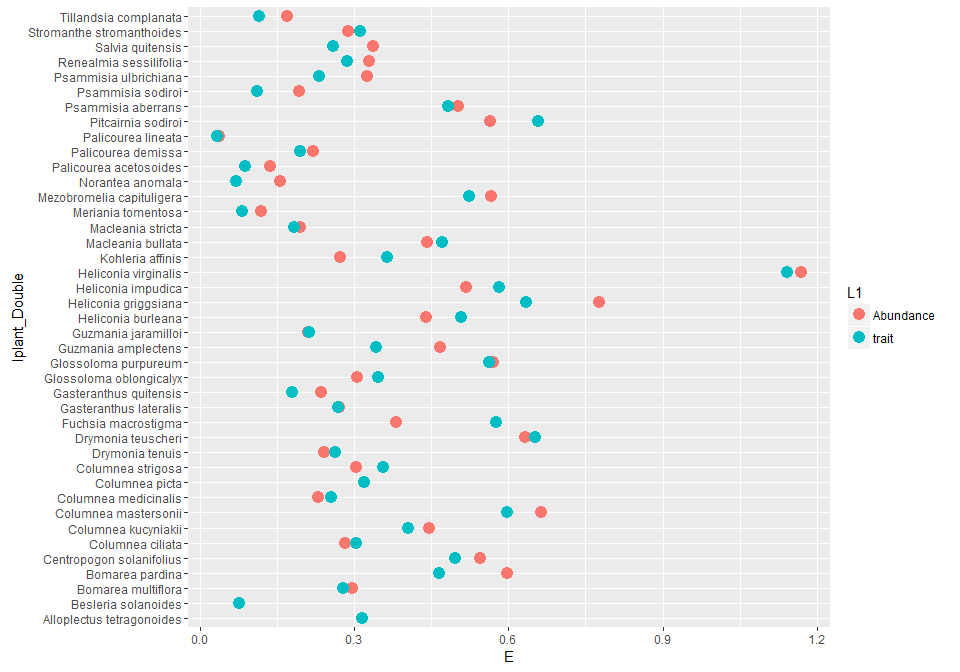 Tillandsia complanata
Stromanthe stromanthoides
Salvia quitensis
Renealmia sessilifolia
Psammisia ulbrichiana
Psammisia sodiroi
Psammisia aberrans
Pitcairnia sodiroi
Palicourea lineata
Palicourea demissa
Palicourea acetosoides
Norantea anomala
Mezobromelia capituligera
Meriania tomentosa
Macleania stricta
Macleania bullata
Kohleria affinis
Heliconia virginalis
Heliconia impudica
Heliconia griggsiana
Heliconia burleana
Guzmania jaramilloi
Guzmania amplectens
Glossoloma purpureum
Glossoloma oblongicalyx
Gasteranthus quitensis
Gasteranthus lateralis
Fuchsia macrostigma
Drymonia teuscheri
Drymonia tenuis
Columnea strigosa
Columnea picta
Columnea medicinalis
Columnea mastersonii
Columnea kucyniakii
Columnea ciliata
Centropogon solanifolius
Bomarea pardina
Bomarea multiflora
Besleria solanoides
Alloplectus tetragonoides
Iplant_Double
0.0 0.3 0.6 0.9 1.2
E
L1
Abundance
trait